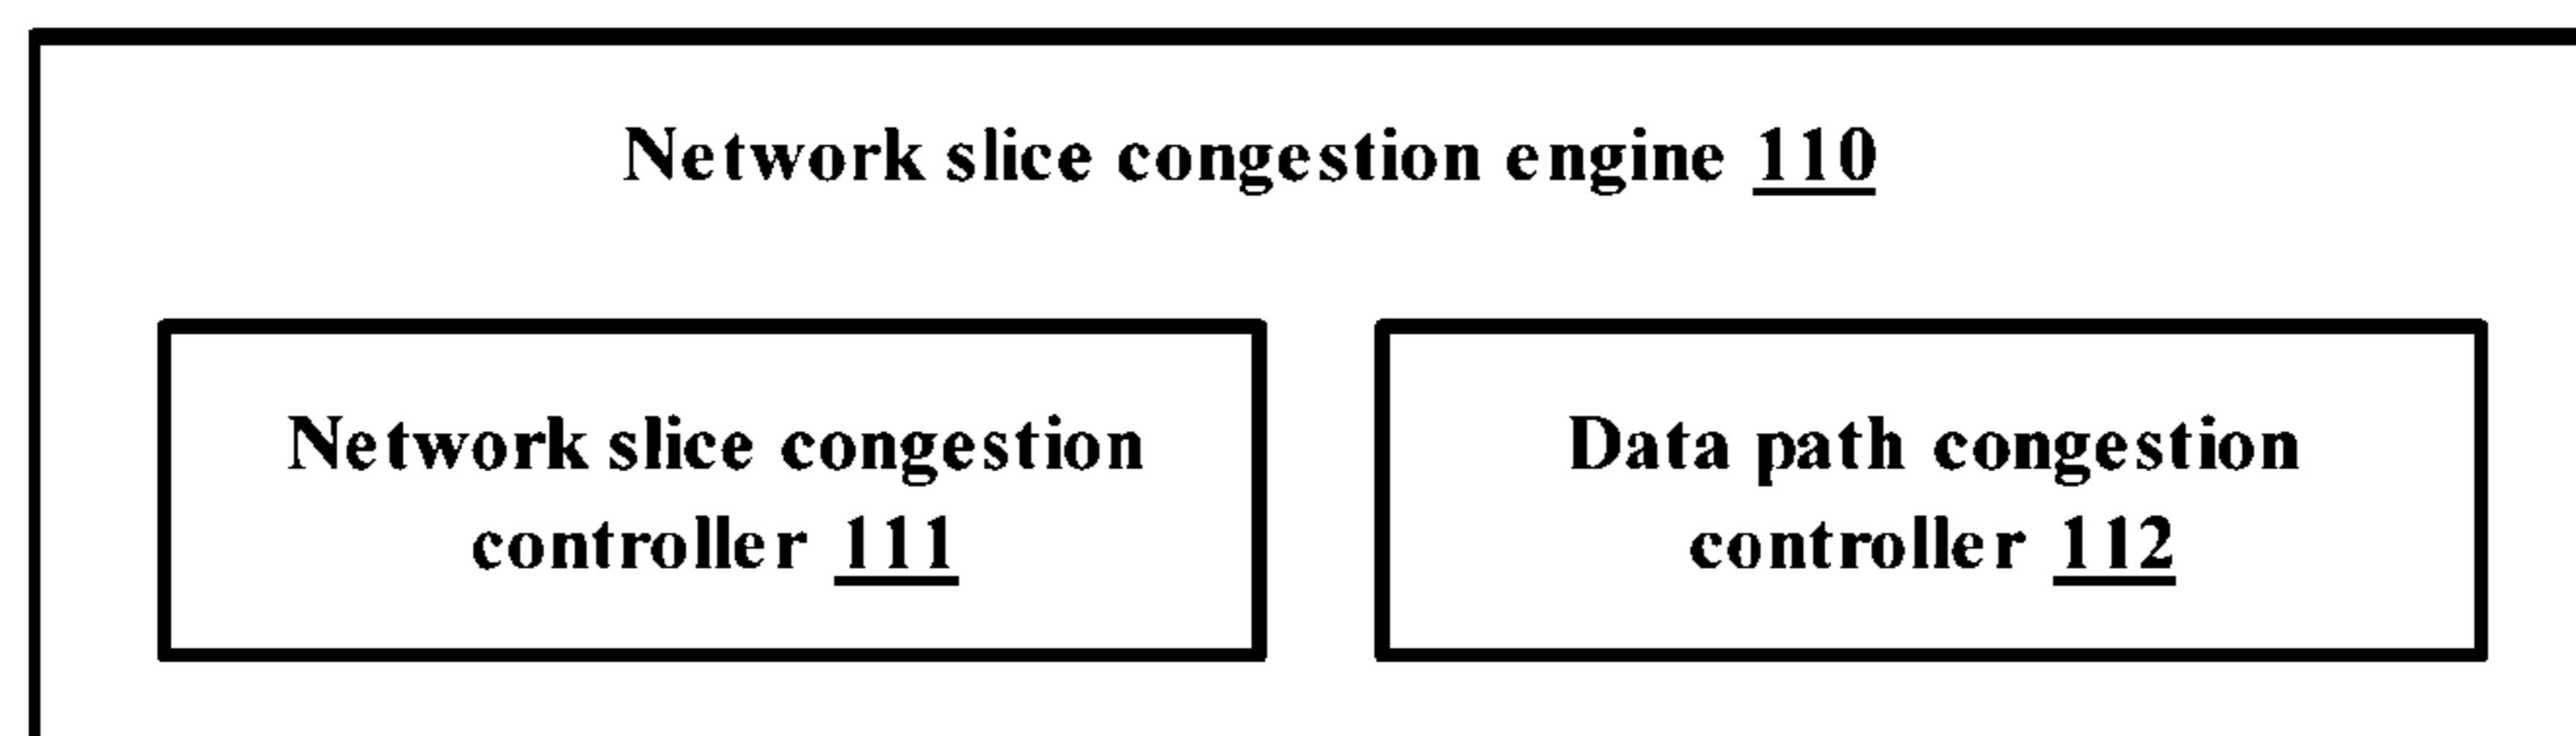 Network slice congestion engine 110
Network slice congestion
controller 111
Data path congestion
controller 112